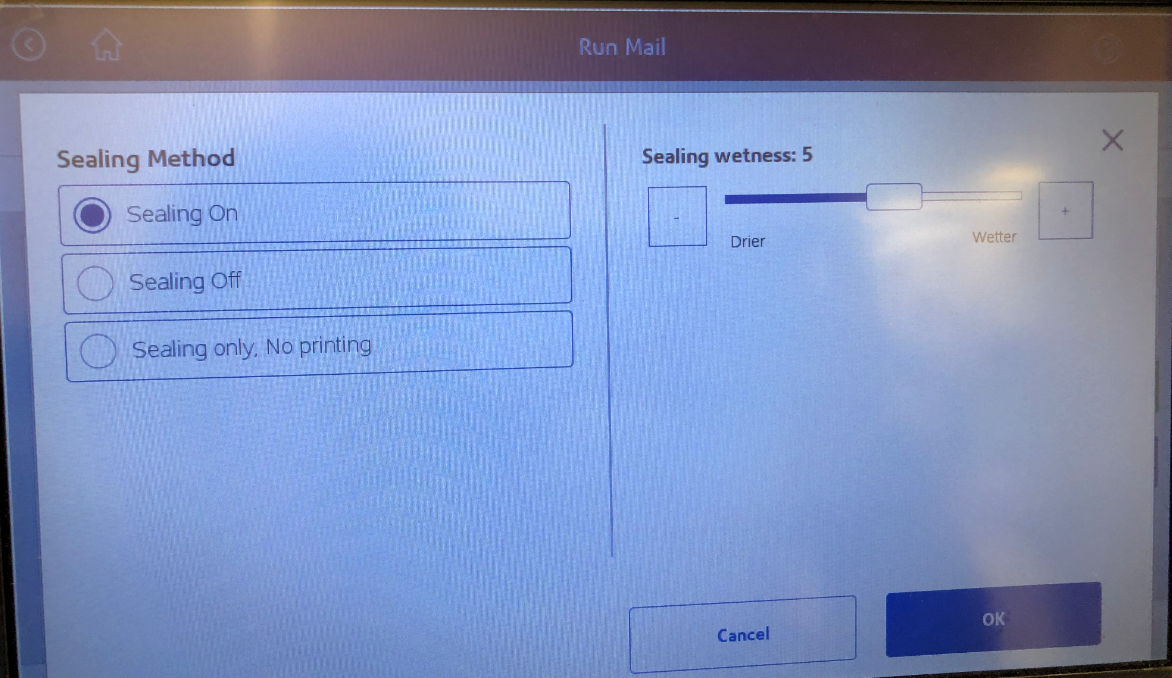 Run Mail
Sealing Method
Sealing On
Sealing Off
Sealing only, No printing
Sealing wetness: 5
-
+
Drier
Wetter
Cancel
OK